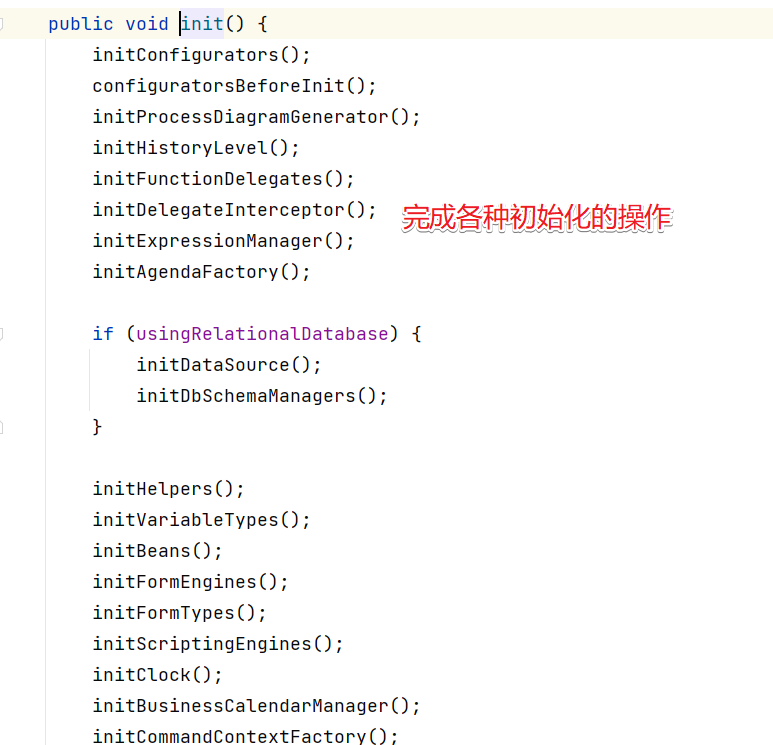 public void init() {
initConfigurators();
configuratorsBeforeInit();
initProcessDiagramGenerator();
initHistoryLevel();
initFunctionDelegates();
initDelegateInterceptor(); 完成各种初始化的操作
initExpressionManager();
initAgendaFactory();
if (usingRelationalDatabase) {
initDataSource();
initDbSchemaManagers();
}
initHelpers();
initVariableTypes();
initBeans();
initFormEngines();
initFormTypes();
initScriptingEngines();
initClock();
initBusinessCalendarManager();
initCommandContextFactory();